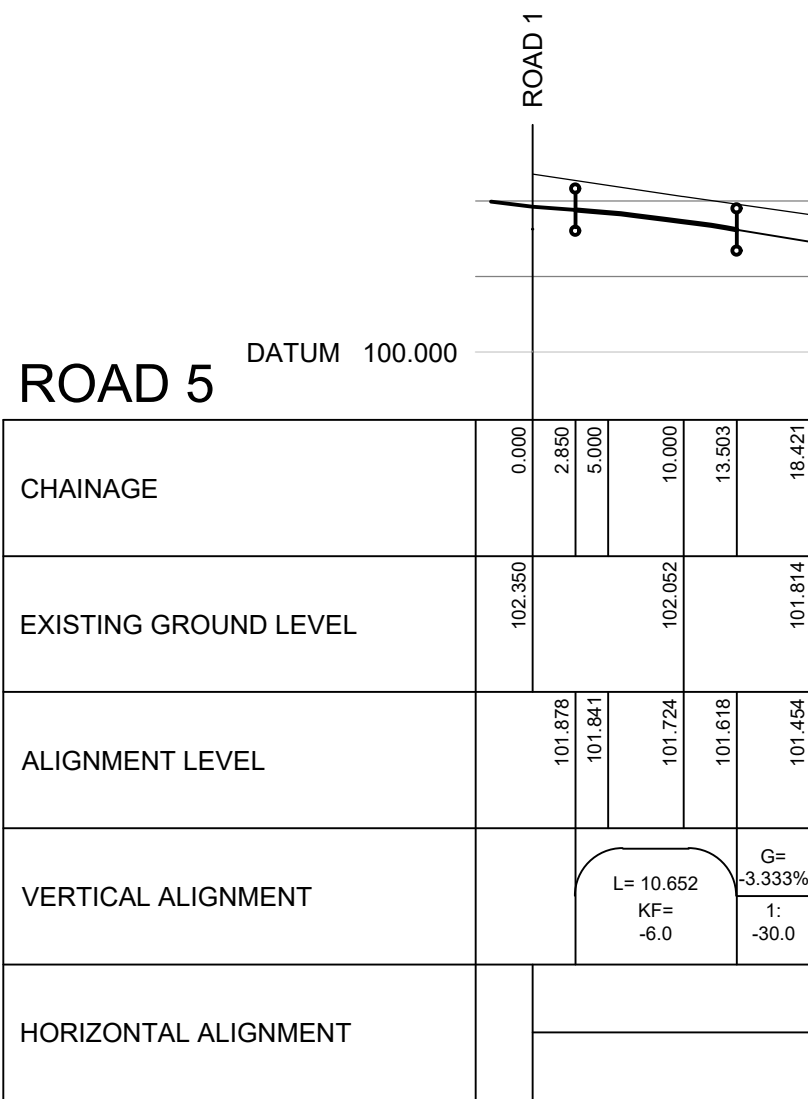 ROAD 1
DATUM 100.000
ROAD 5
CHAINAGE
0.000
2.850
5.000
10.000
13.503
18.421
EXISTING GROUND LEVEL
102.350
102.052
101.814
ALIGNMENT LEVEL
101.878
101.841
101.724
101.618
101.454
VERTICAL ALIGNMENT
L= 10.652
KF=
-6.0
G=
-3.333%
1:
-30.0
HORIZONTAL ALIGNMENT